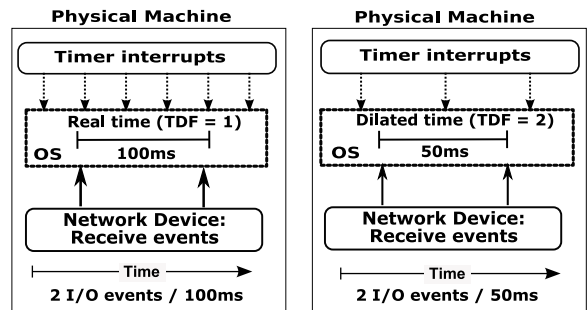 Physical Machine
Timer interrupts
Real time (TDF = 1)
100ms
OS
Network Device:
Receive events
Time
2 I/O events / 100ms
Physical Machine
Timer interrupts
Dilated time (TDF = 2)
50ms
OS
Network Device:
Receive events
Time
2 I/O events / 50ms